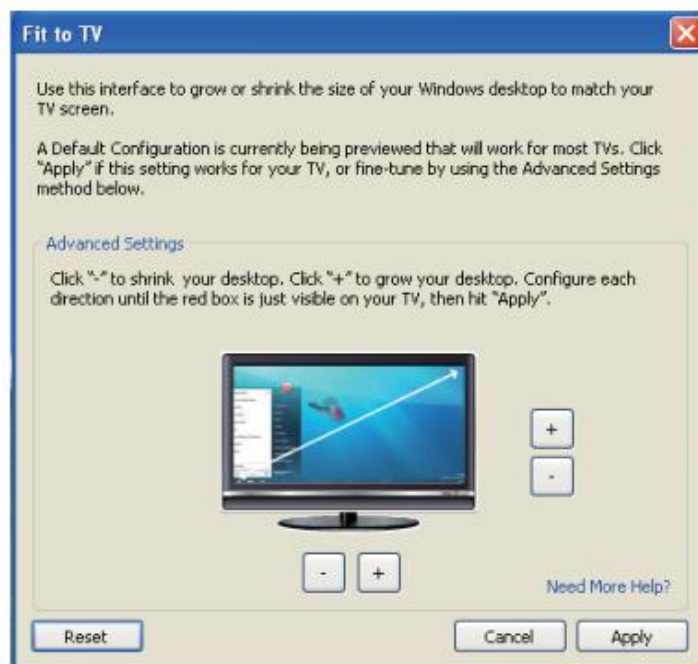 Fit to TV
Use this interface to grow or shrink the size of your Windows desktop to match your
TV screen.
A Default Configuration is currently being previewed that will work for most TVs. Click
"Apply" if this setting works for your TV, or fine-tune by using the Advanced Settings
method below.
Advanced Settings
Click "-" to shrink your desktop. Click "+" to grow your desktop. Configure each
direction until the red box is just visible on your TV, then hit "Apply".
+
-
- +
Need More Help?
Reset Cancel Apply